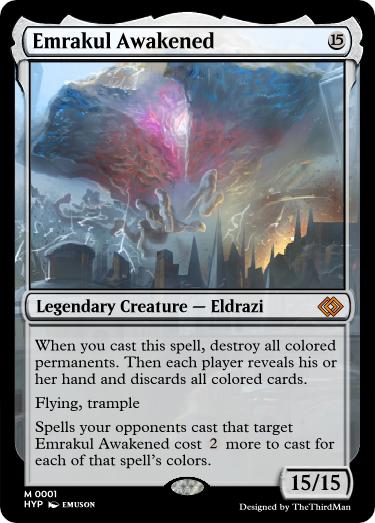 Emrakul Awakened 15
Legendary Creature — Eldrazi
When you cast this spell, destroy all colored
permanents. Then each player reveals his or
her hand and discards all colored cards.
Flying, trample
Spells your opponents cast that target
Emrakul Awakened cost 2 more to cast for
each of that spell's colors.
15/15
M 0001
HYP EMUSON
Designed by TheThirdMan